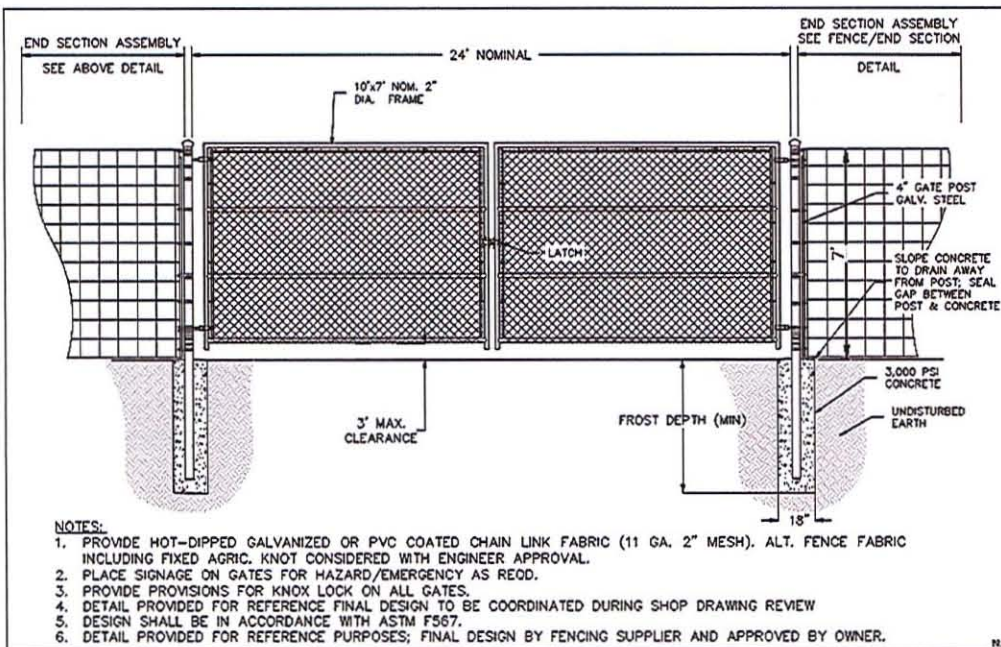 END SECTION ASSEMBLY
SEE ABOVE DETAIL
24' NOMINAL
END SECTION ASSEMBLY
SEE FENCE/END SECTION
DETAIL
10'x7' NOM. 2"
DIA. FRAME
LATCH
4" GATE POST
GALV. STEEL
7'
SLOPE CONCRETE
TO DRAIN AWAY
FROM POST; SEAL
GAP BETWEEN
POST & CONCRETE
3" MAX.
CLEARANCE
FROST DEPTH (MIN)
3,000 PSI
CONCRETE
UNDISTURBED
EARTH
18"
NOTES:
1. PROVIDE HOT-DIPPED GALVANIZED OR PVC COATED CHAIN LINK FABRIC (11 GA. 2" MESH). ALT. FENCE FABRIC
INCLUDING FIXED AGRIC. KNOT CONSIDERED WITH ENGINEER APPROVAL.
2. PLACE SIGNAGE ON GATES FOR HAZARD/EMERGENCY AS REQD.
3. PROVIDE PROVISIONS FOR KNOX LOCK ON ALL GATES.
4. DETAIL PROVIDED FOR REFERENCE FINAL DESIGN TO BE COORDINATED DURING SHOP DRAWING REVIEW
5. DESIGN SHALL BE IN ACCORDANCE WITH ASTM F567.
6. DETAIL PROVIDED FOR REFERENCE PURPOSES; FINAL DESIGN BY FENCING SUPPLIER AND APPROVED BY OWNER.